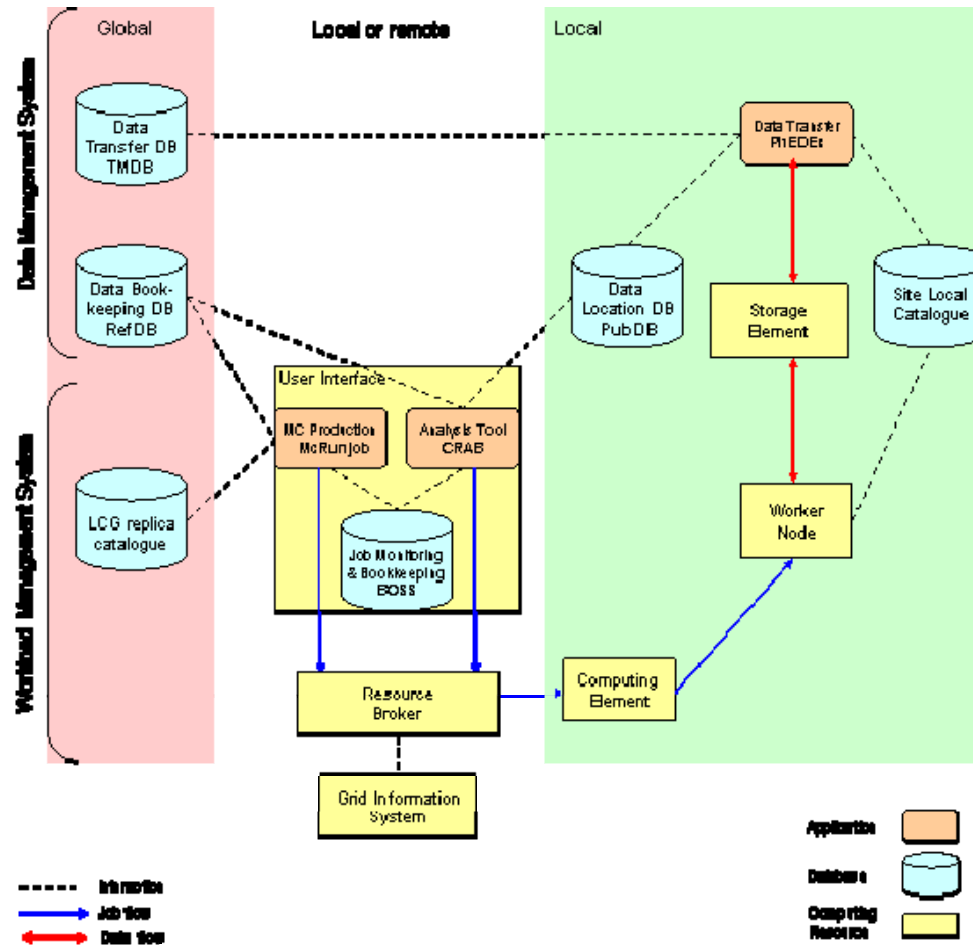 Global
Local or remote
Local
Data Management System
Data
Transfer DB
TMDB
Data Transfer
PhEDEx
Data Book-
keeping DB
RefDB
Data
Location DB
PubDB
Storage
Element
Site Local
Catalogue
User Interface
MC Production
McRunjob
Analysis Tool
CRAB
Workload Management System
LCG replica
catalogue
Job Monitoring
& Bookkeeping
BOSS
Worker
Node
Resource
Broker
Computing
Element
Grid Information
System
Application
Database
Computing
Resource
Interaction
Job flow
Data flow